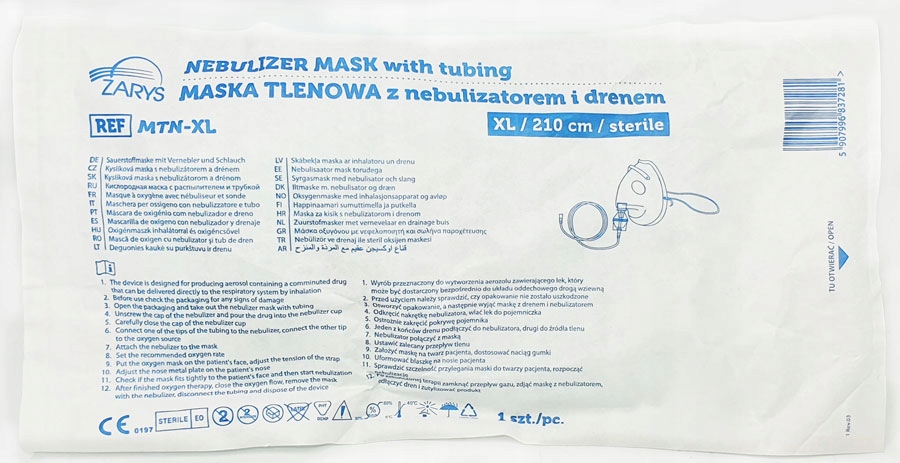 ZARYS
NEBULIZER MASK with tubing
MASKA TLENOWA z nebulizatorem i drenem
REF MTN-XL
XL / 210 cm / sterile
5 907996 837281 >
DE Sauerstoffmaske mit Vernebler und Schlauch
CZ Kyslíková maska s nebulizátorem a drénem
SK Kyslíková maska s nebulizátorom a drénom
RU Кислородная маска с распылителем и трубкой
FR Masque à oxygène avec nébuliseur et sonde
IT Maschera per ossigeno con nebulizzatore e tubo
PT Máscara de oxigénio com nebulizador e dreno
ES Mascarilla de oxigeno con nebulizador y drenaje
HU Oxigénmaszk inhalátorral és oxigéncsővel
RO Mască de oxigen cu nebulizator și tub de dren
LT Deguonies kaukė su purkštuvu ir drenu
LV Skābekļa maska ar inhalatoru un drenu
EE Nebulisaator mask torudega
SE Syrgasmask med nebulisator och slang
DK Iltmaske m. nebulisator og dræn
NO Oksygenmaske med inhalasjonsapparat og avløp
FI Happinaamari sumuttimella ja putkella
HR Maska za kisik s nebulizatorom i drenom
NL Zuurstofmasker met vernevelaar en drainage buis
GR Μάσκα οξυγόνου με νεφελοποιητή και σωλήνα παροχέτευσης
TR Nebülizör ve drenaj ile steril oksijen maskesi
AR قناع اوكسيجين عقيم مع المرذة والمنزح
TU OTWIERAĆ / OPEN
1. The device is designed for producing aerosol containing a comminuted drug
that can be delivered directly to the respiratory system by inhalation
2. Before use check the packaging for any signs of damage
3. Open the packaging and take out the nebulizer mask with tubing
4. Unscrew the cap of the nebulizer and pour the drug into the nebulizer cup
5. Carefully close the cap of the nebulizer cup
6. Connect one of the tips of the tubing to the nebulizer, connect the other tip
to the oxygen source
7. Attach the nebulizer to the mask
8. Set the recommended oxygen rate
9. Put the oxygen mask on the patient's face, adjust the tension of the strap
10. Adjust the nose metal plate on the patient's nose
11. Check if the mask fits tightly to the patient's face and then start nebulization
12. After finished oxygen therapy, close the oxygen flow, remove the mask
with the nebulizer, disconnect the tubing and dispose of the device
1. Wyrób przeznaczony do wytworzenia aerozolu zawierającego lek, który
może być dostarczany bezpośrednio do układu oddechowego drogą wziewną
2. Przed użyciem należy sprawdzić, czy opakowanie nie zostało uszkodzone
3. Otworzyć opakowanie, a następnie wyjąć maskę z drenem i nebulizatorem
4. Odkręcić nakrętkę nebulizatora, wlać lek do pojemniczka
5. Ostrożnie zakręcić pokrywę pojemnika
6. Jeden z końców drenu podłączyć do nebulizatora, drugi do źródła tlenu
7. Nebulizator połączyć z maską
8. Ustawić zalecany przepływ tlenu
9. Założyć maskę na twarz pacjenta, dostosować naciąg gumki
10. Uformować blaszkę na nosie pacjenta
11. Sprawdzić szczelność przylegania maski do twarzy pacjenta, rozpocząć
nebulizację
12. terapii zamknąć przepływ gazu, zdjąć maskę z nebulizatorem,
odłączyć dren i zutylizować produkt
CE 0197 STERILE EO 2 2 LATEX PHT 80% 40°C
1 szt./pc.
1 Rev.03